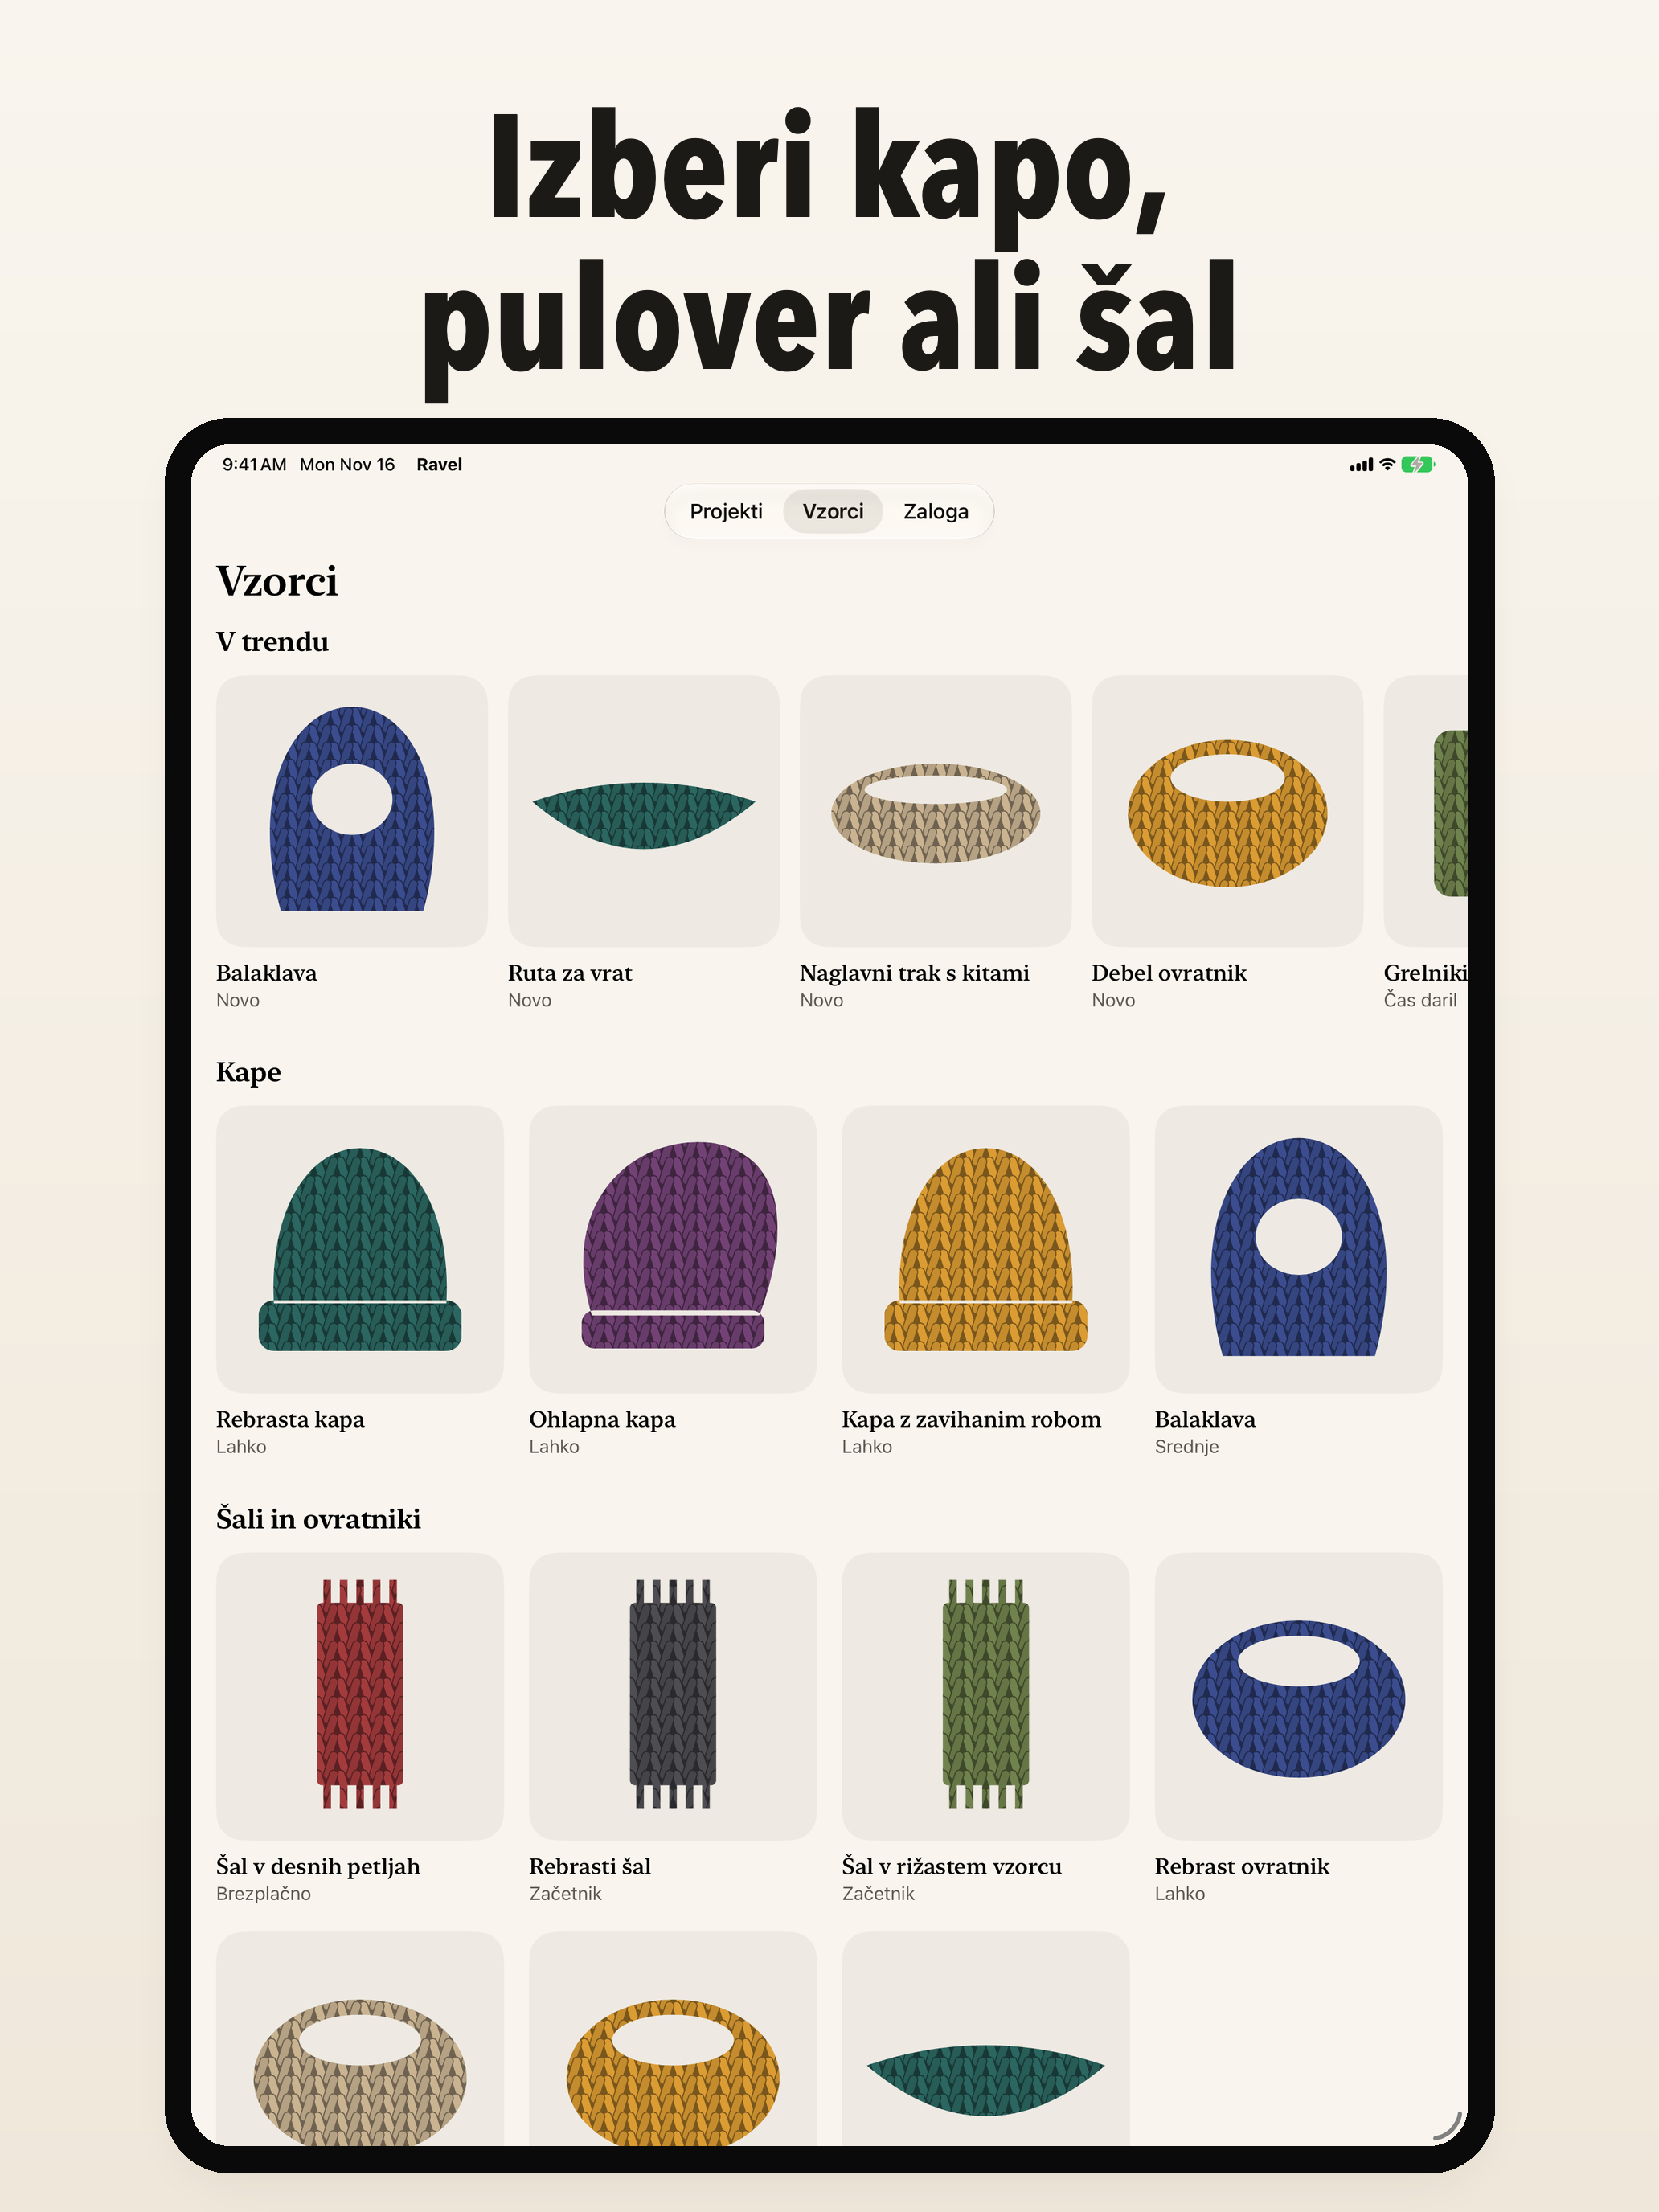 Izberi kapo,
pulover ali šal
9:41 AM Mon Nov 16 Ravel
Projekti Vzorci Zaloga
Vzorci
V trendu
Balaklava
Novo
Ruta za vrat
Novo
Naglavni trak s kitami
Novo
Debel ovratnik
Novo
Grelniki
Čas daril
Kape
Rebrasta kapa
Lahko
Ohlapna kapa
Lahko
Kapa z zavihanim robom
Lahko
Balaklava
Srednje
Šali in ovratniki
Šal v desnih petljah
Brezplačno
Rebrasti šal
Začetnik
Šal v rižastem vzorcu
Začetnik
Rebrast ovratnik
Lahko